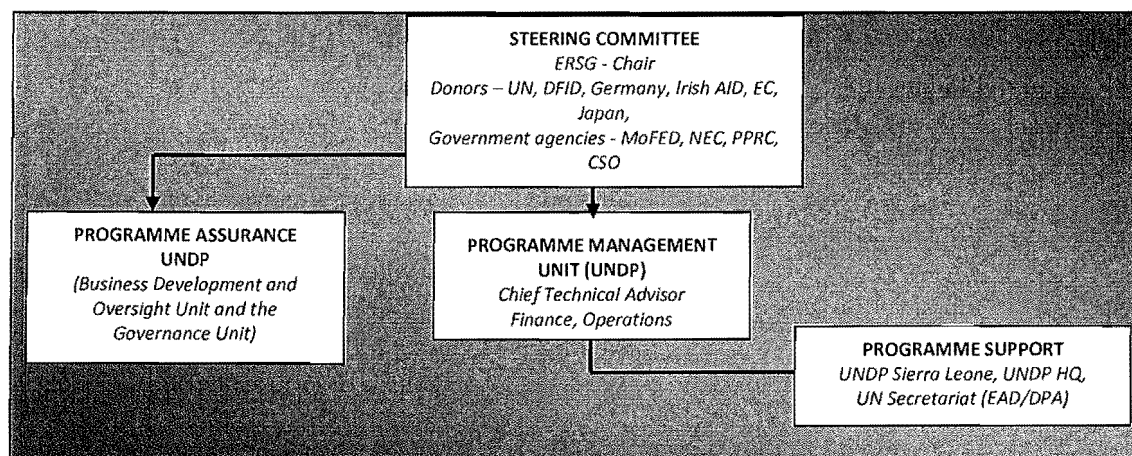 STEERING COMMITTEE
ERSG - Chair
Donors – UN, DFID, Germany, Irish AID, EC,
Japan,
Government agencies - MoFED, NEC, PPRC,
CSO
PROGRAMME ASSURANCE
UNDP
(Business Development and
Oversight Unit and the
Governance Unit)
PROGRAMME MANAGEMENT
UNIT (UNDP)
Chief Technical Advisor
Finance, Operations
PROGRAMME SUPPORT
UNDP Sierra Leone, UNDP HQ,
UN Secretariat (EAD/DPA)